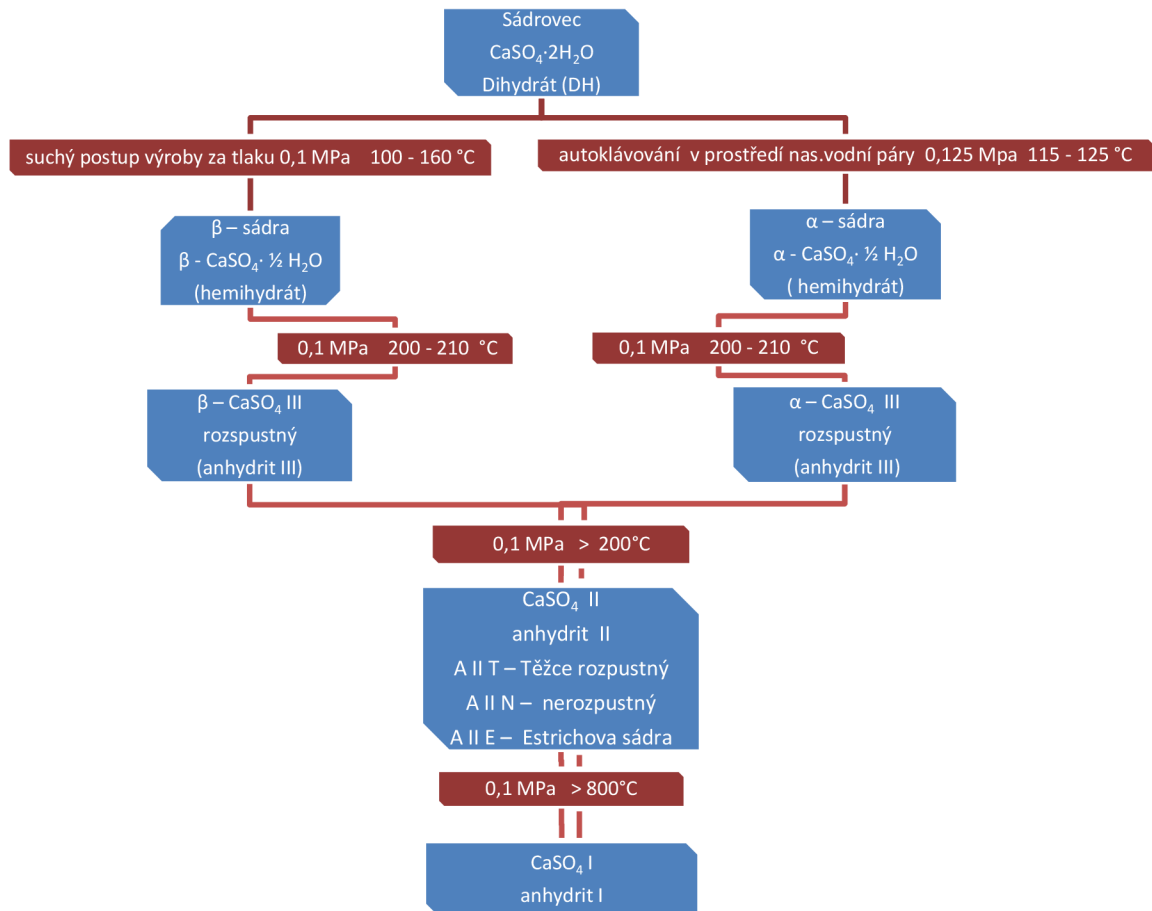 Sádrovec
CaSO₄·2H₂O
Dihydrát (DH)
suchý postup výroby za tlaku 0,1 MPa 100 - 160 °C
autoklávování v prostředí nas.vodní páry 0,125 Mpa 115 - 125 °C
β – sádra
β - CaSO₄· ½ H₂O
(hemihydrát)
α – sádra
α - CaSO₄· ½ H₂O
( hemihydrát)
0,1 MPa 200 - 210 °C
0,1 MPa 200 - 210 °C
β – CaSO₄ III
rozspustný
(anhydrit III)
α – CaSO₄ III
rozspustný
(anhydrit III)
0,1 MPa > 200°C
CaSO₄ II
anhydrit II
A II T – Těžce rozpustný
A II N – nerozpustný
A II E – Estrichova sádra
0,1 MPa > 800°C
CaSO₄ I
anhydrit I